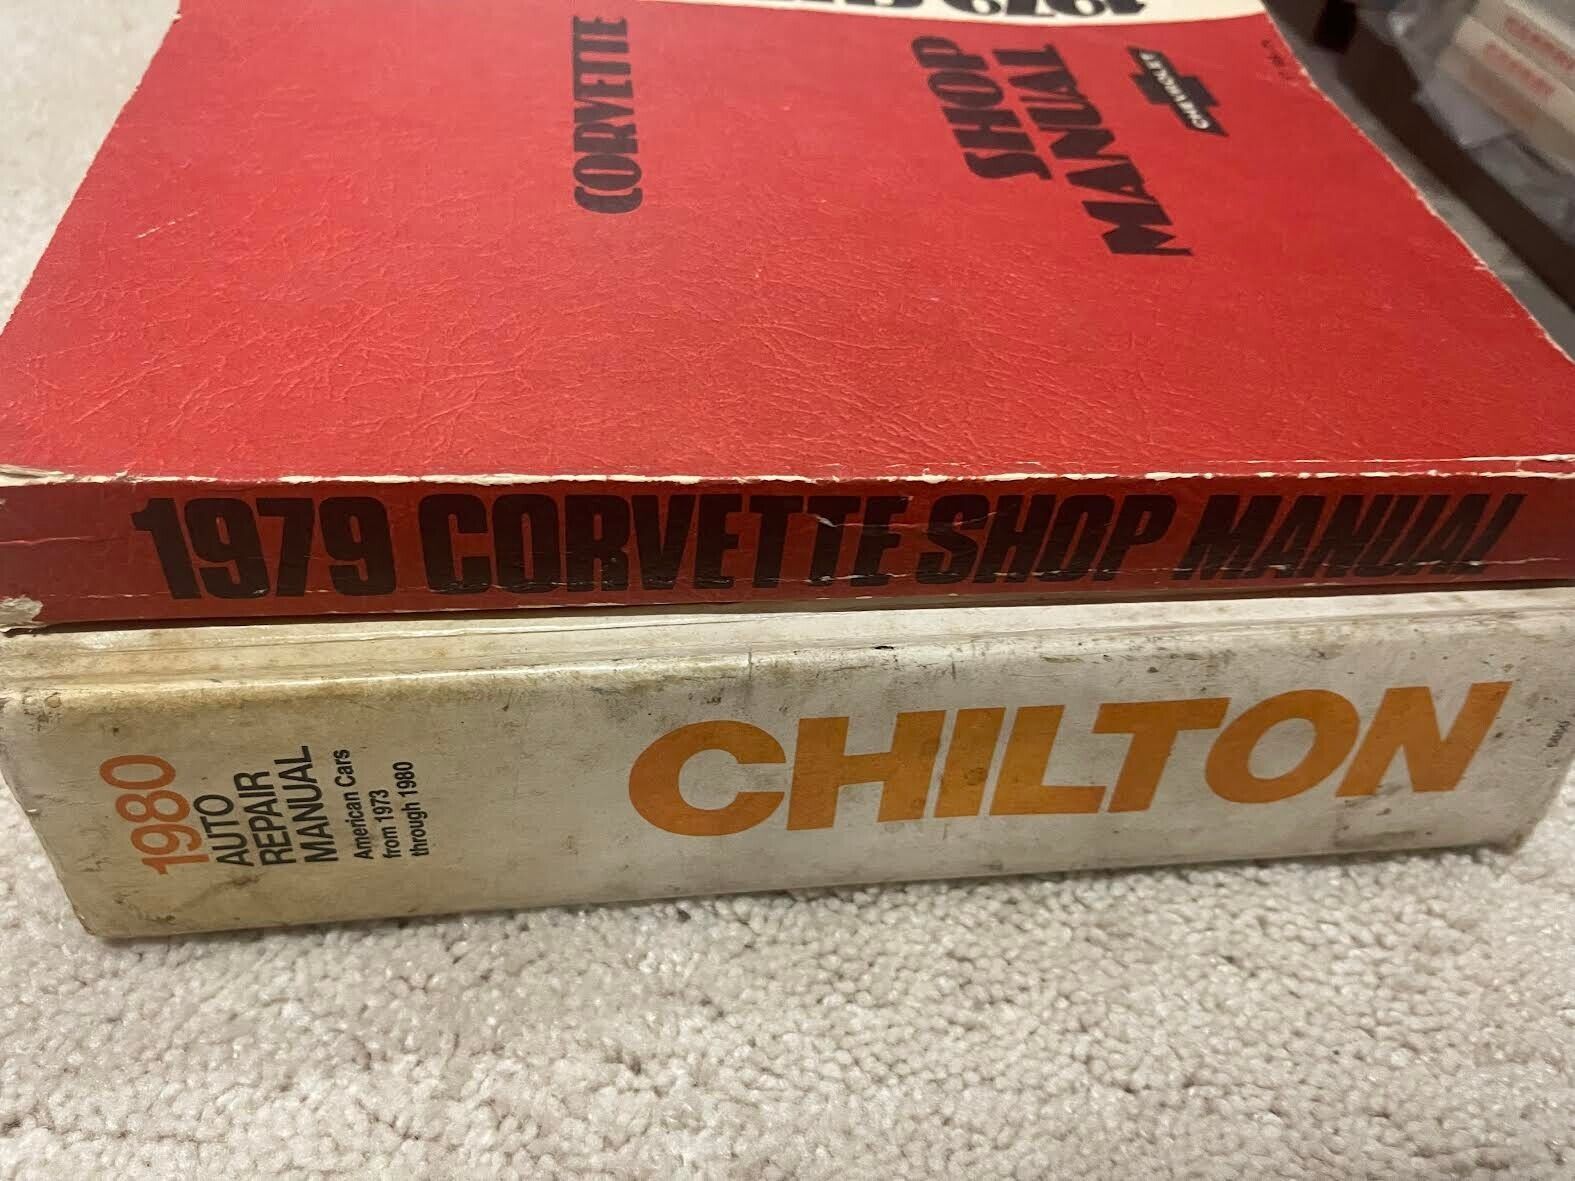 1979
SHOP
MANUAL
CHEVROLET
CORVETTE
1979 CORVETTE SHOP MANUAL
1980
AUTO
REPAIR
MANUAL
American Cars
from 1973
through 1980
CHILTON